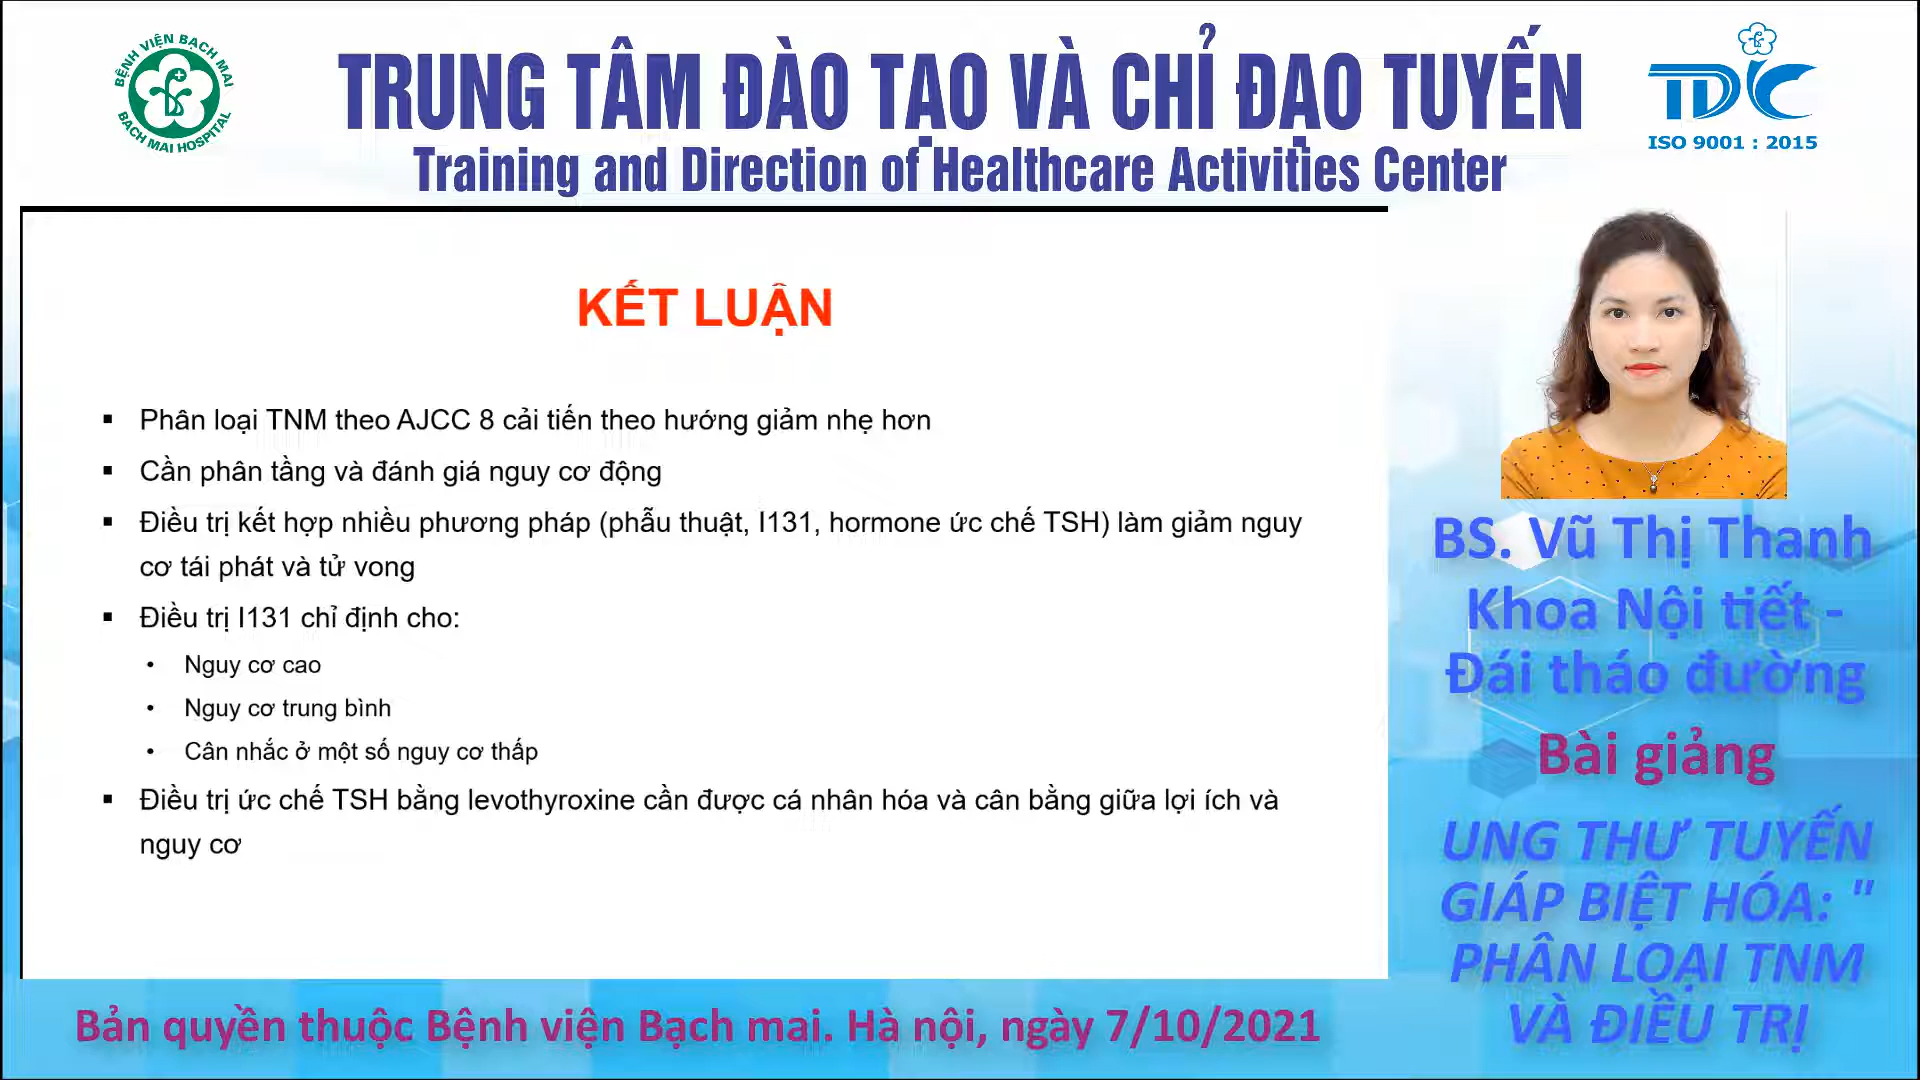 BỆNH VIỆN BẠCH MAI
BACH MAI HOSPITAL
TRUNG TÂM ĐÀO TẠO VÀ CHỈ ĐẠO TUYẾN
Training and Direction of Healthcare Activities Center
TDC
ISO 9001 : 2015
KẾT LUẬN
▪ Phân loại TNM theo AJCC 8 cải tiến theo hướng giảm nhẹ hơn
▪ Cần phân tầng và đánh giá nguy cơ động
▪ Điều trị kết hợp nhiều phương pháp (phẫu thuật, I131, hormone ức chế TSH) làm giảm nguy
cơ tái phát và tử vong
▪ Điều trị I131 chỉ định cho:
• Nguy cơ cao
• Nguy cơ trung bình
• Cân nhắc ở một số nguy cơ thấp
▪ Điều trị ức chế TSH bằng levothyroxine cần được cá nhân hóa và cân bằng giữa lợi ích và
nguy cơ
BS. Vũ Thị Thanh
Khoa Nội tiết -
Đái tháo đường
Bài giảng
UNG THƯ TUYẾN
GIÁP BIỆT HÓA: "
PHÂN LOẠI TNM
VÀ ĐIỀU TRỊ
Bản quyền thuộc Bệnh viện Bạch mai. Hà nội, ngày 7/10/2021